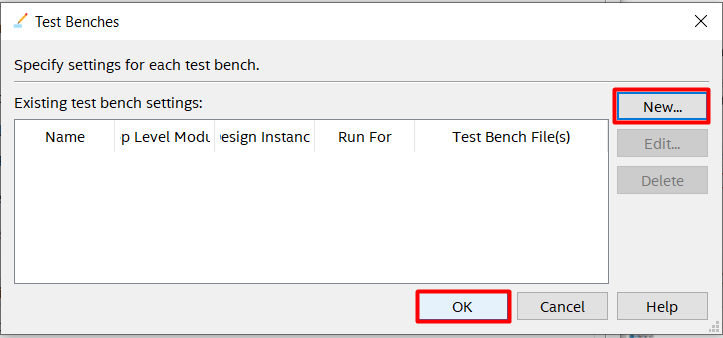 Test Benches
Specify settings for each test bench.
Existing test bench settings:
New...
Name p Level Modu esign Instanc Run For Test Bench File(s)
Edit...
Delete
OK Cancel Help